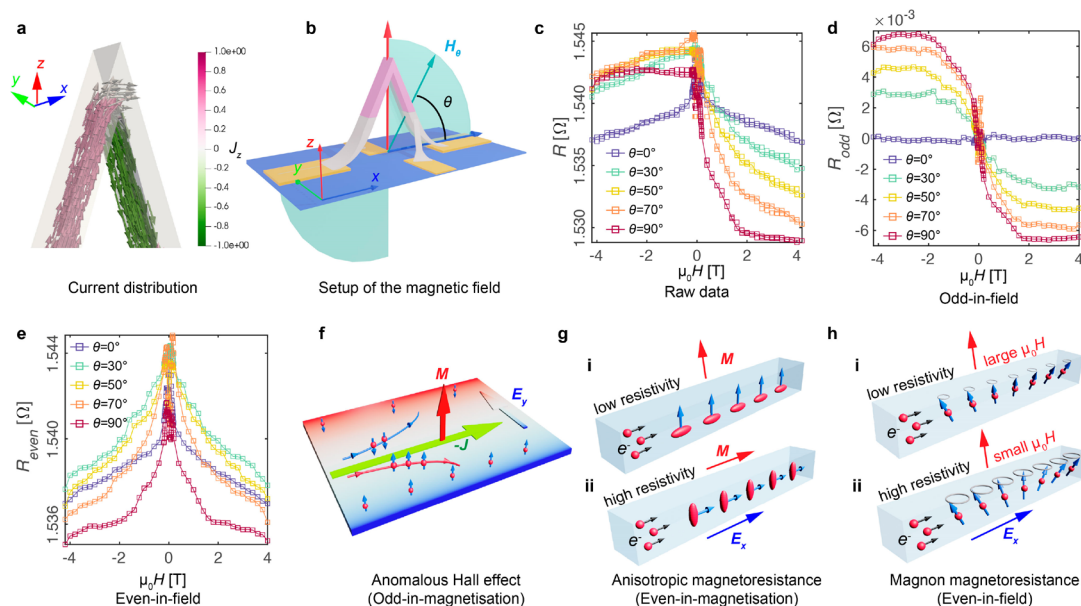 a
z
y
x
1.0e+00
0.8
0.6
0.4
0.2
0
-0.2
-0.4
-0.6
-0.8
-1.0e+00
J_z
Current distribution
b
H_θ
θ
z
y
x
Setup of the magnetic field
c
1.545
1.540
1.535
1.530
R [Ω]
θ=0°
θ=30°
θ=50°
θ=70°
θ=90°
-4 -2 0 2 4
μ₀H [T]
Raw data
d
×10⁻³
6
4
2
0
-2
-4
-6
R_odd [Ω]
θ=0°
θ=30°
θ=50°
θ=70°
θ=90°
-4 -2 0 2 4
μ₀H [T]
Odd-in-field
e
1.544
1.540
1.536
R_even [Ω]
θ=0°
θ=30°
θ=50°
θ=70°
θ=90°
-4 -2 0 2 4
μ₀H [T]
Even-in-field
f
M
E_y
-J
Anomalous Hall effect
(Odd-in-magnetisation)
g
i
M
low resistivity
e⁻
ii
M
high resistivity
e⁻
E_x
Anisotropic magnetoresistance
(Even-in-magnetisation)
h
i
large μ₀H
low resistivity
e⁻
ii
small μ₀H
high resistivity
e⁻
E_x
Magnon magnetoresistance
(Even-in-field)